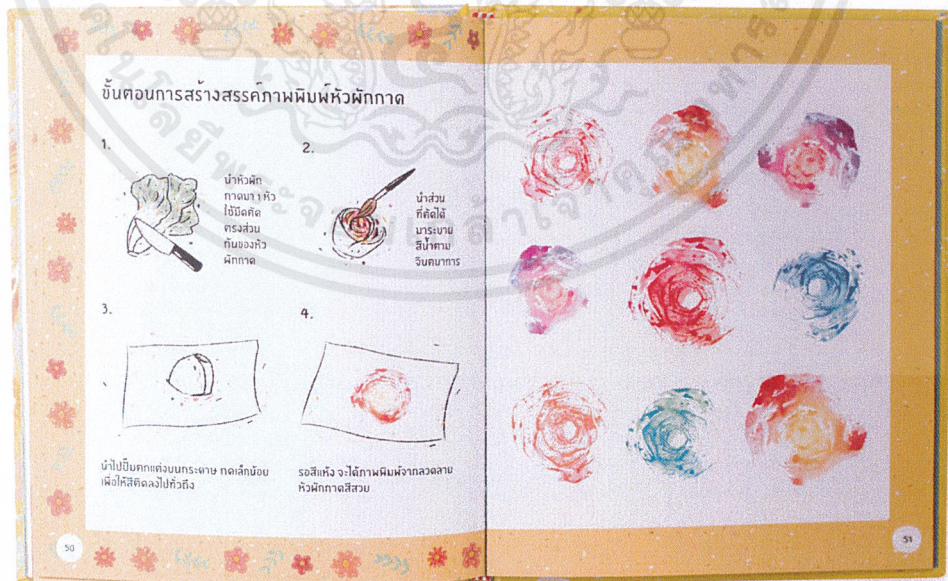 ขั้นตอนการสร้างสรรค์ภาพพิมพ์หัวผักกาด
1.
นำหัวผัก
กาดมา 1 หัว
ใช้มีดตัด
ตรงส่วน
ก้นของหัว
ผักกาด
2.
นำส่วน
ที่ตัดได้
มาระบาย
สีน้ำตาม
จินตนาการ
3.
นำไปปั๊มตกแต่งบนกระดาษ กดเล็กน้อย
เพื่อให้สีติดลงไปทั่วถึง
4.
รอสีแห้ง จะได้ภาพพิมพ์จากลวดลาย
หัวผักกาดสีสวย
50
51